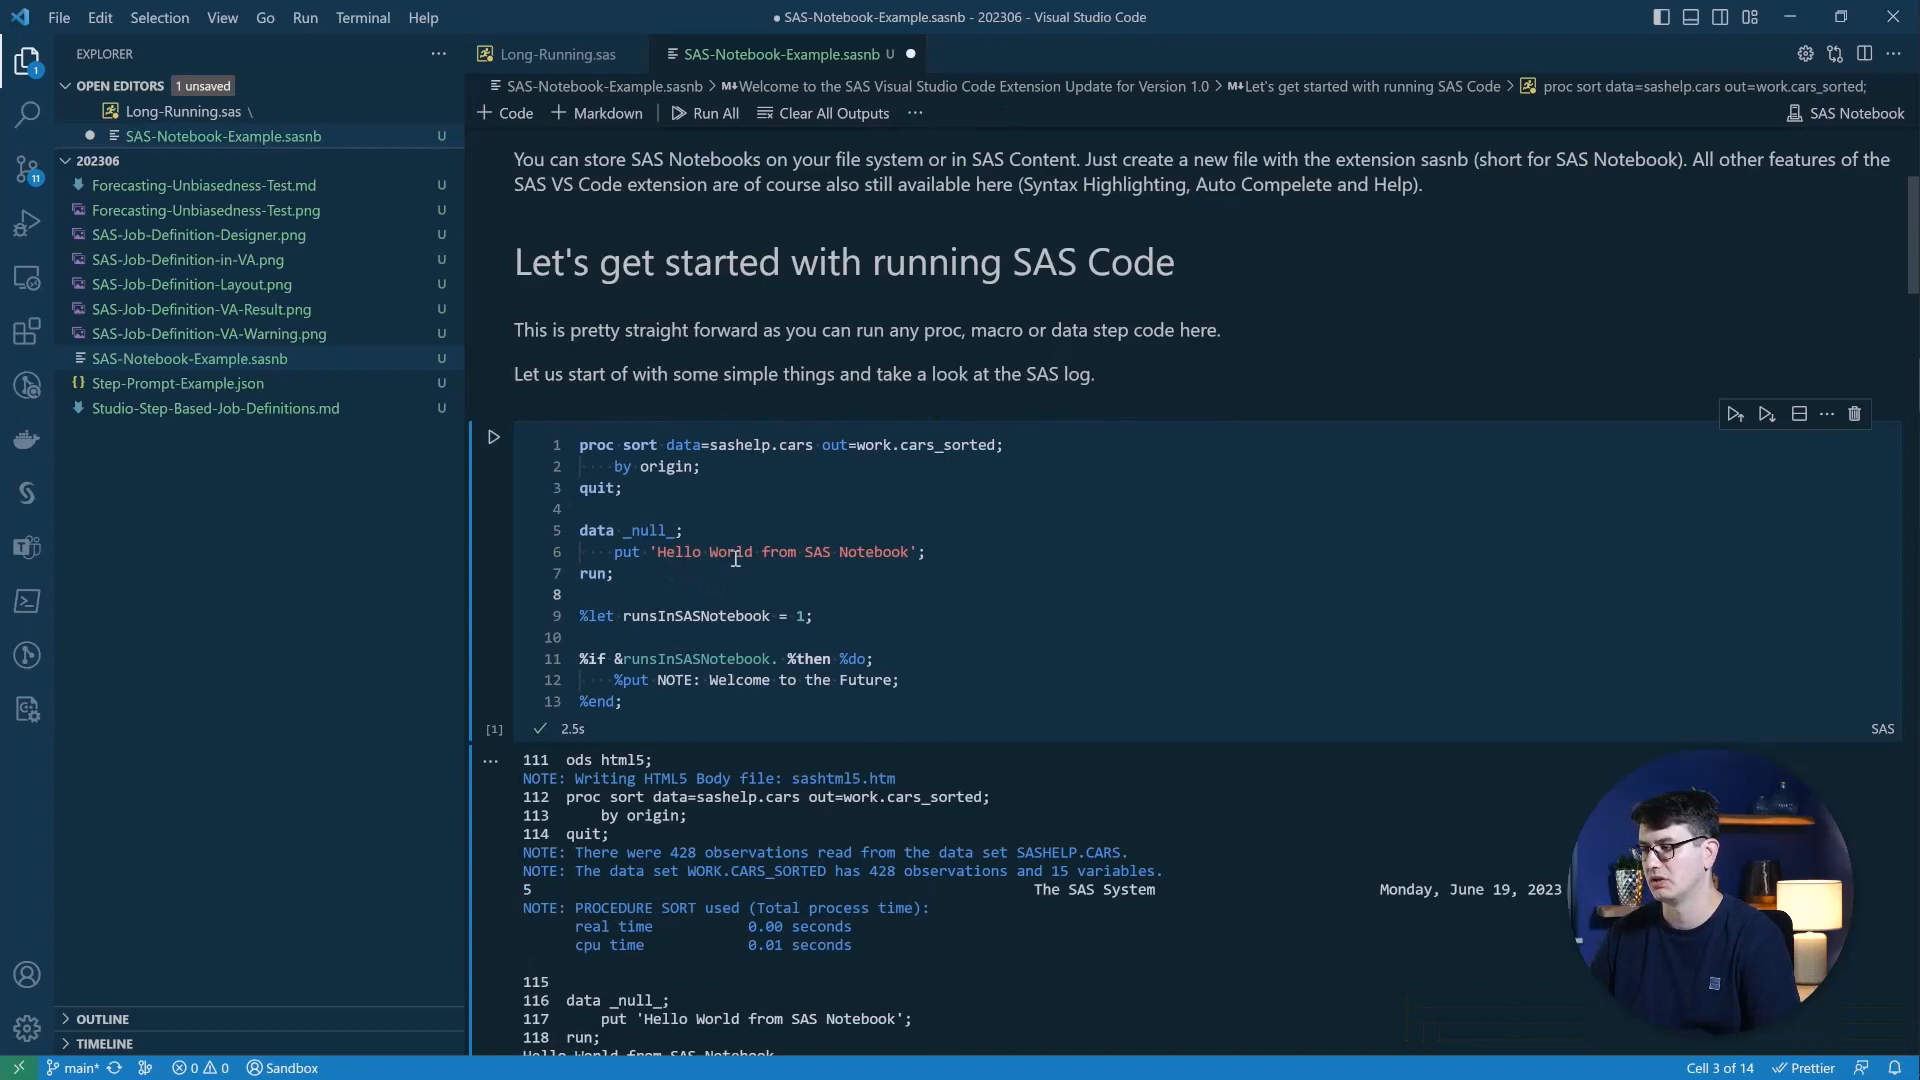 File Edit Selection View Go Run Terminal Help
● SAS-Notebook-Example.sasnb - 202306 - Visual Studio Code
EXPLORER
OPEN EDITORS 1 unsaved
Long-Running.sas \
SAS-Notebook-Example.sasnb U
202306
Forecasting-Unbiasedness-Test.md U
Forecasting-Unbiasedness-Test.png U
SAS-Job-Definition-Designer.png U
SAS-Job-Definition-in-VA.png U
SAS-Job-Definition-Layout.png U
SAS-Job-Definition-VA-Result.png U
SAS-Job-Definition-VA-Warning.png U
SAS-Notebook-Example.sasnb U
Step-Prompt-Example.json U
Studio-Step-Based-Job-Definitions.md U
OUTLINE
TIMELINE
1
11
Long-Running.sas
SAS-Notebook-Example.sasnb U
SAS-Notebook-Example.sasnb > Welcome to the SAS Visual Studio Code Extension Update for Version 1.0 > Let's get started with running SAS Code > proc sort data=sashelp.cars out=work.cars_sorted;
+ Code + Markdown Run All Clear All Outputs ···
SAS Notebook
You can store SAS Notebooks on your file system or in SAS Content. Just create a new file with the extension sasnb (short for SAS Notebook). All other features of the
SAS VS Code extension are of course also still available here (Syntax Highlighting, Auto Compelete and Help).
Let's get started with running SAS Code
This is pretty straight forward as you can run any proc, macro or data step code here.
Let us start of with some simple things and take a look at the SAS log.
1 proc sort data=sashelp.cars out=work.cars_sorted;
2 by origin;
3 quit;
4
5 data _null_;
6 put 'Hello World from SAS Notebook';
7 run;
8
9 %let runsInSASNotebook = 1;
10
11 %if &runsInSASNotebook. %then %do;
12 %put NOTE: Welcome to the Future;
13 %end;
[1] ✓ 2.5s
SAS
111 ods html5;
NOTE: Writing HTML5 Body file: sashtml5.htm
112 proc sort data=sashelp.cars out=work.cars_sorted;
113 by origin;
114 quit;
NOTE: There were 428 observations read from the data set SASHELP.CARS.
NOTE: The data set WORK.CARS_SORTED has 428 observations and 15 variables.
5 The SAS System Monday, June 19, 2023
NOTE: PROCEDURE SORT used (Total process time):
real time 0.00 seconds
cpu time 0.01 seconds
115
116 data _null_;
117 put 'Hello World from SAS Notebook';
118 run;
Hello World from SAS Notebook
main* 0 0 Sandbox
Cell 3 of 14 Prettier